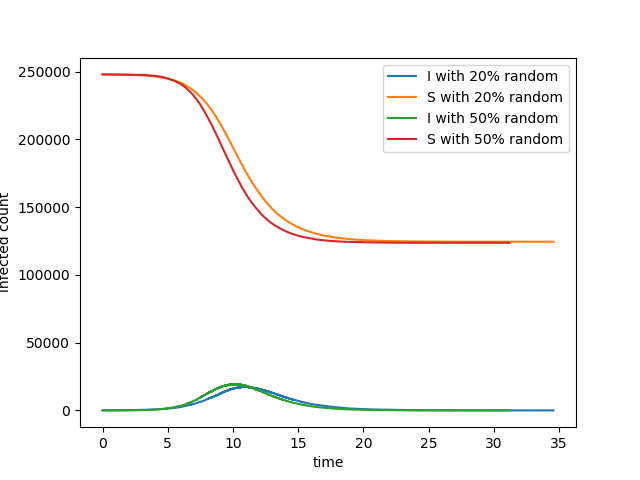 I with 20% random
S with 20% random
I with 50% random
S with 50% random
250000
200000
150000
100000
50000
0
infected count
0 5 10 15 20 25 30 35
time